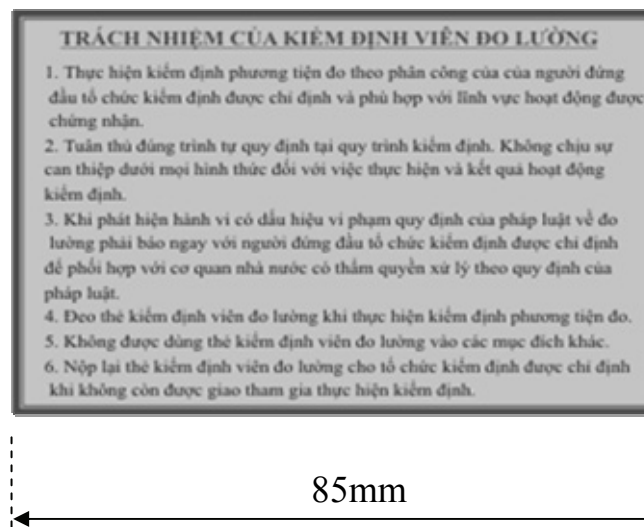 TRÁCH NHIỆM CỦA KIỂM ĐỊNH VIÊN ĐO LƯỜNG
1. Thực hiện kiểm định phương tiện đo theo phân công của của người đứng
đầu tổ chức kiểm định được chỉ định và phù hợp với lĩnh vực hoạt động được
chứng nhận.
2. Tuân thủ đúng trình tự quy định tại quy trình kiểm định. Không chịu sự
can thiệp dưới mọi hình thức đối với việc thực hiện và kết quả hoạt động
kiểm định.
3. Khi phát hiện hành vi có dấu hiệu vi phạm quy định của pháp luật về đo
lường phải báo ngay với người đứng đầu tổ chức kiểm định được chỉ định
để phối hợp với cơ quan nhà nước có thẩm quyền xử lý theo quy định của
pháp luật.
4. Đeo thẻ kiểm định viên đo lường khi thực hiện kiểm định phương tiện đo.
5. Không được dùng thẻ kiểm định viên đo lường vào các mục đích khác.
6. Nộp lại thẻ kiểm định viên đo lường cho tổ chức kiểm định được chỉ định
khi không còn được giao tham gia thực hiện kiểm định.
85mm